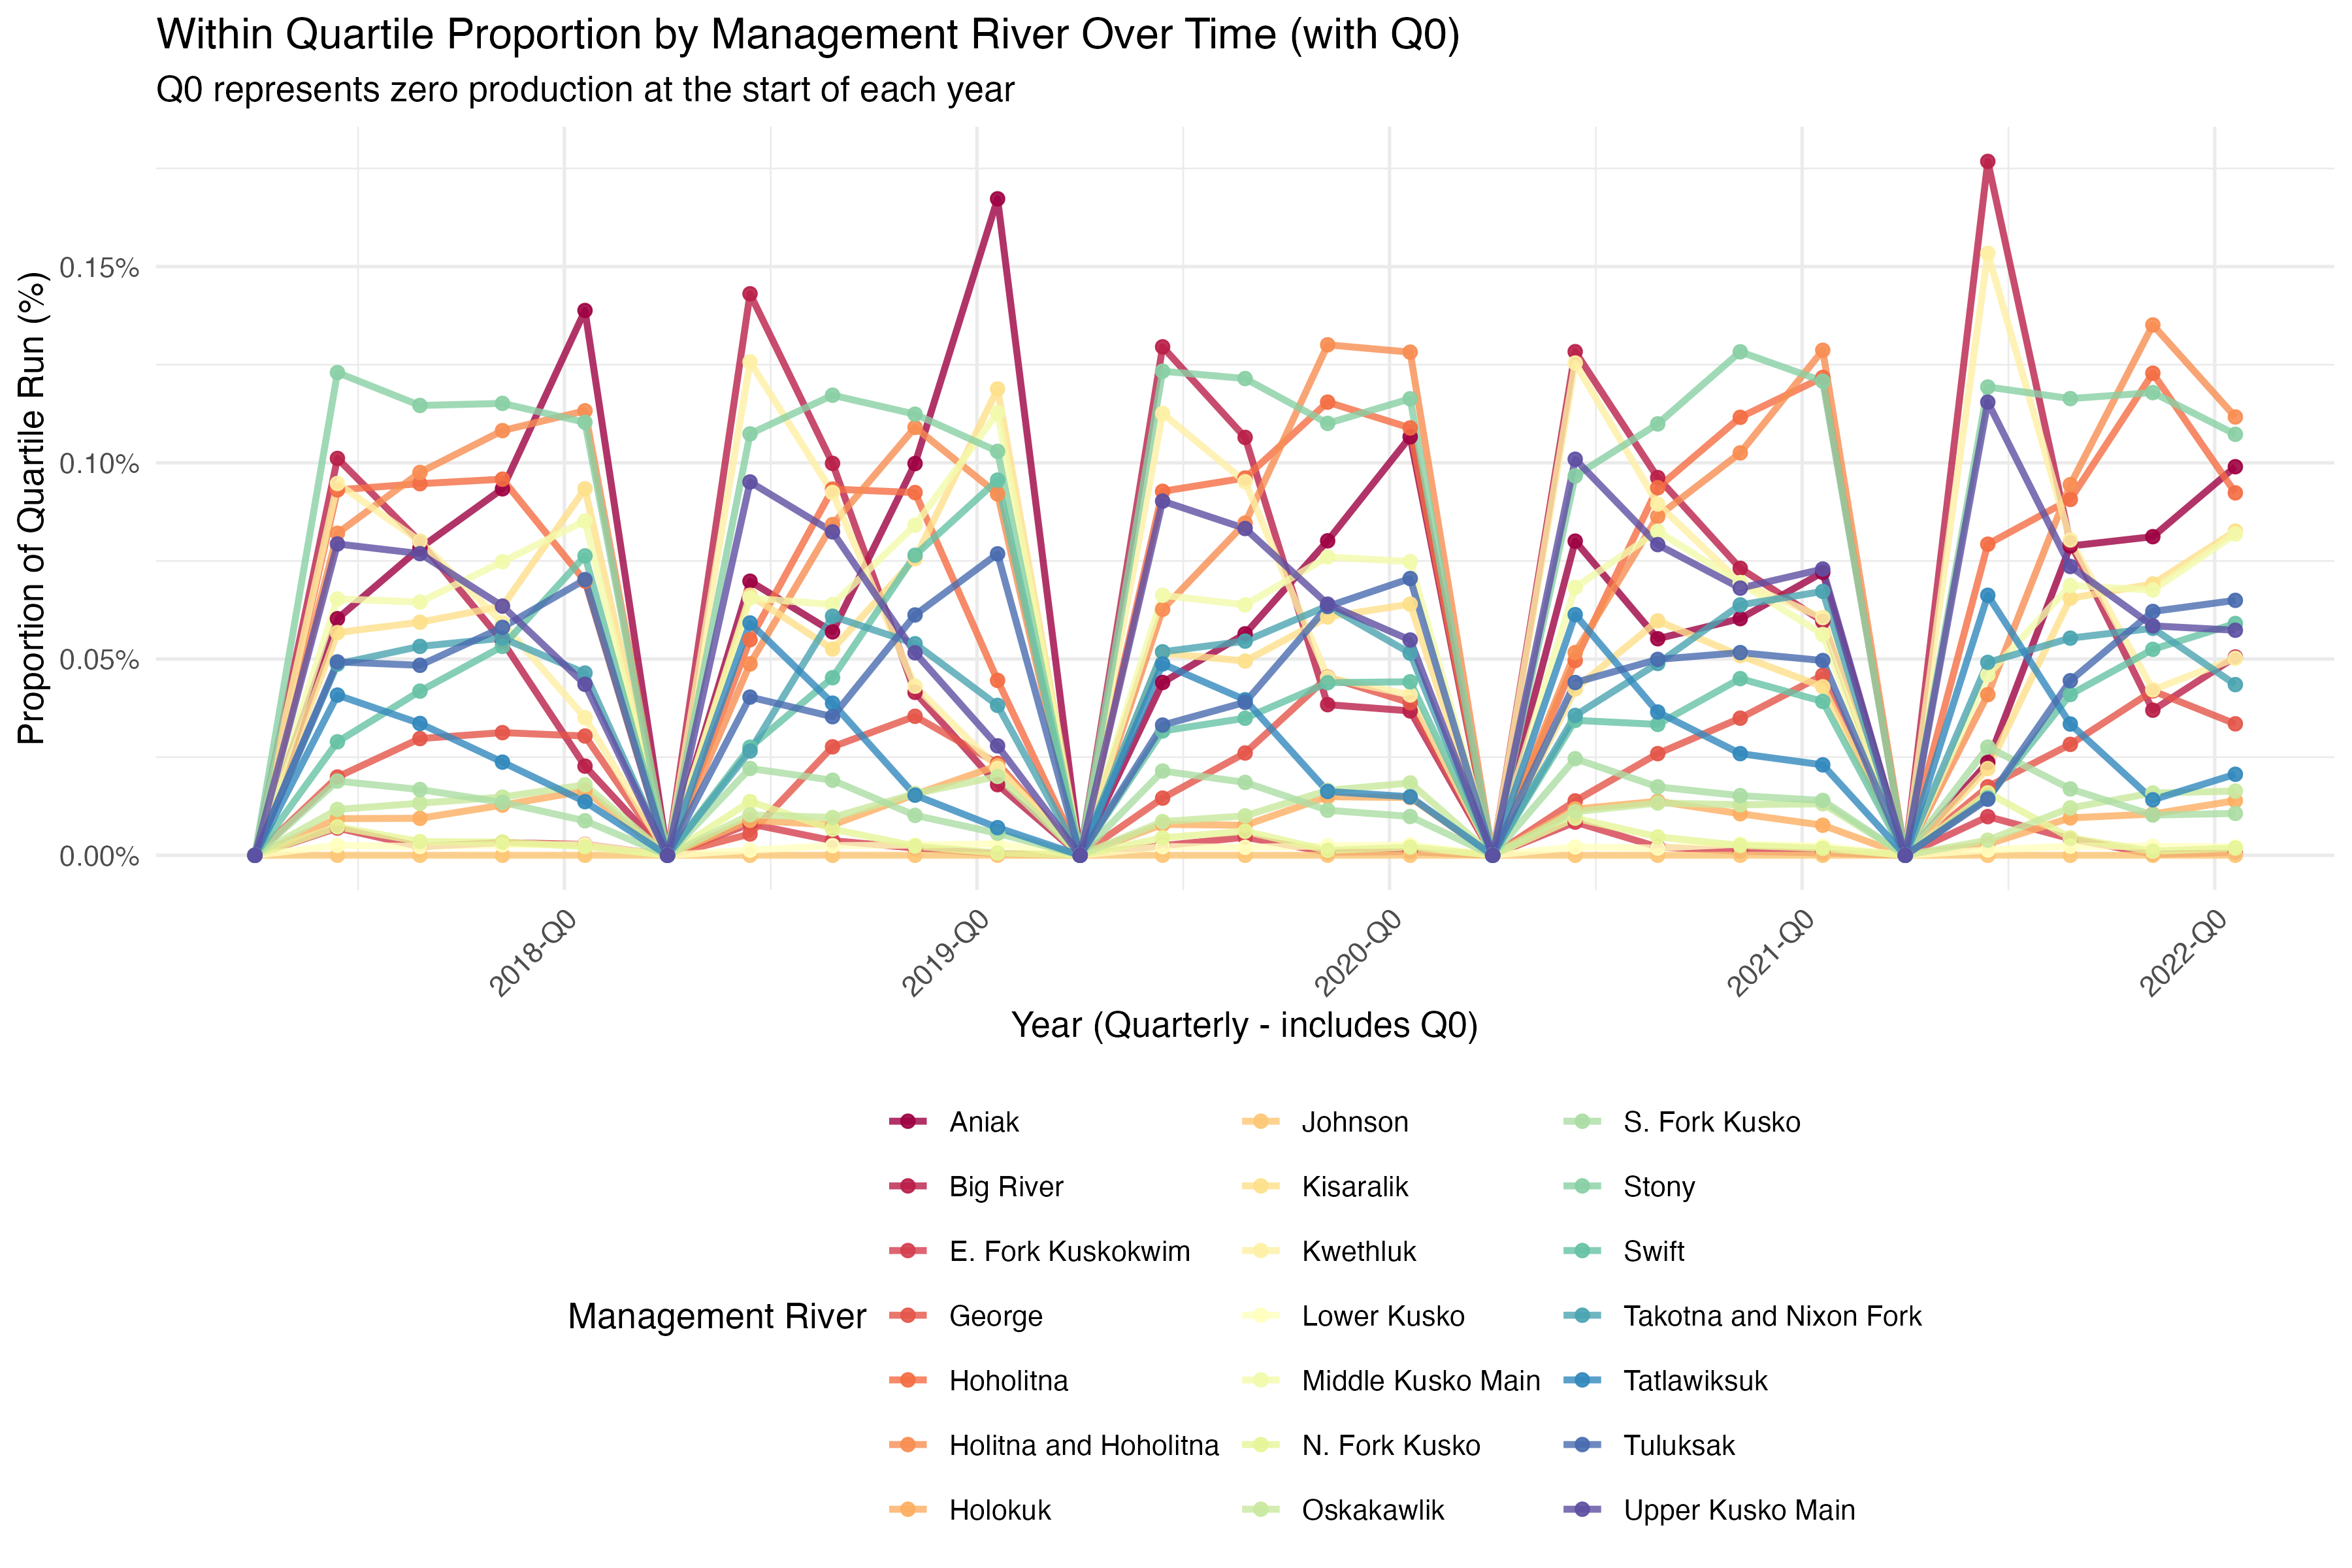 Within Quartile Proportion by Management River Over Time (with Q0)
Q0 represents zero production at the start of each year
Proportion of Quartile Run (%)
0.15%
0.10%
0.05%
0.00%
2018-Q0
2019-Q0
2020-Q0
2021-Q0
2022-Q0
Year (Quarterly - includes Q0)
Management River
Aniak
Big River
E. Fork Kuskokwim
George
Hoholitna
Holitna and Hoholitna
Holokuk
Johnson
Kisaralik
Kwethluk
Lower Kusko
Middle Kusko Main
N. Fork Kusko
Oskakawlik
S. Fork Kusko
Stony
Swift
Takotna and Nixon Fork
Tatlawiksuk
Tuluksak
Upper Kusko Main